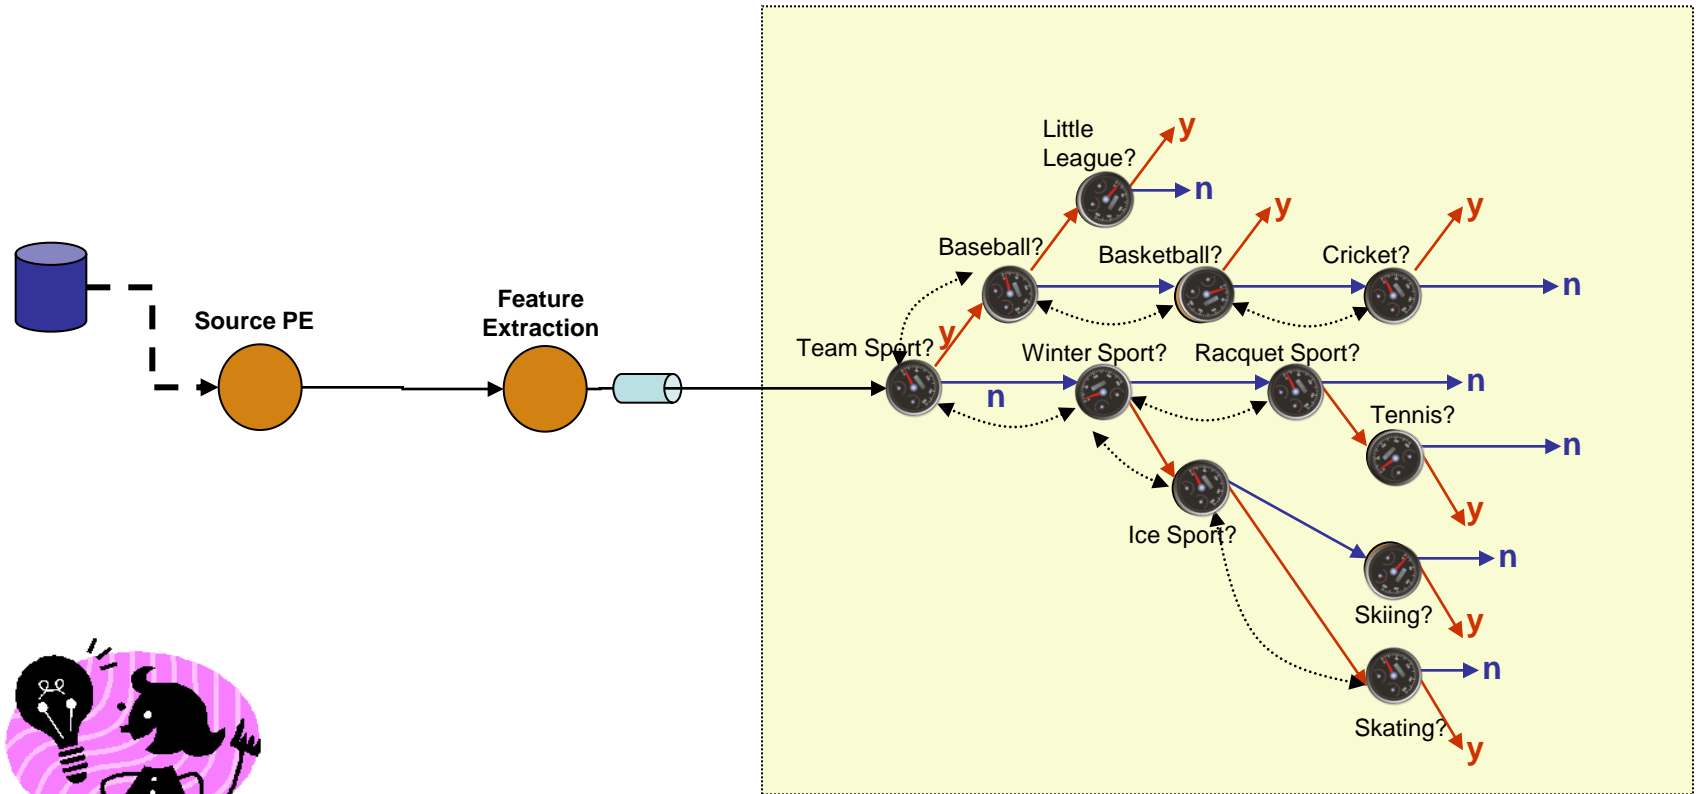 Little
League?
y
n
y
y
Baseball?
Basketball?
Cricket?
n
Source PE
Feature
Extraction
Team Sport?
y
Winter Sport?
Racquet Sport?
n
n
Tennis?
n
y
Ice Sport?
n
Skiing?
y
n
Skating?
y